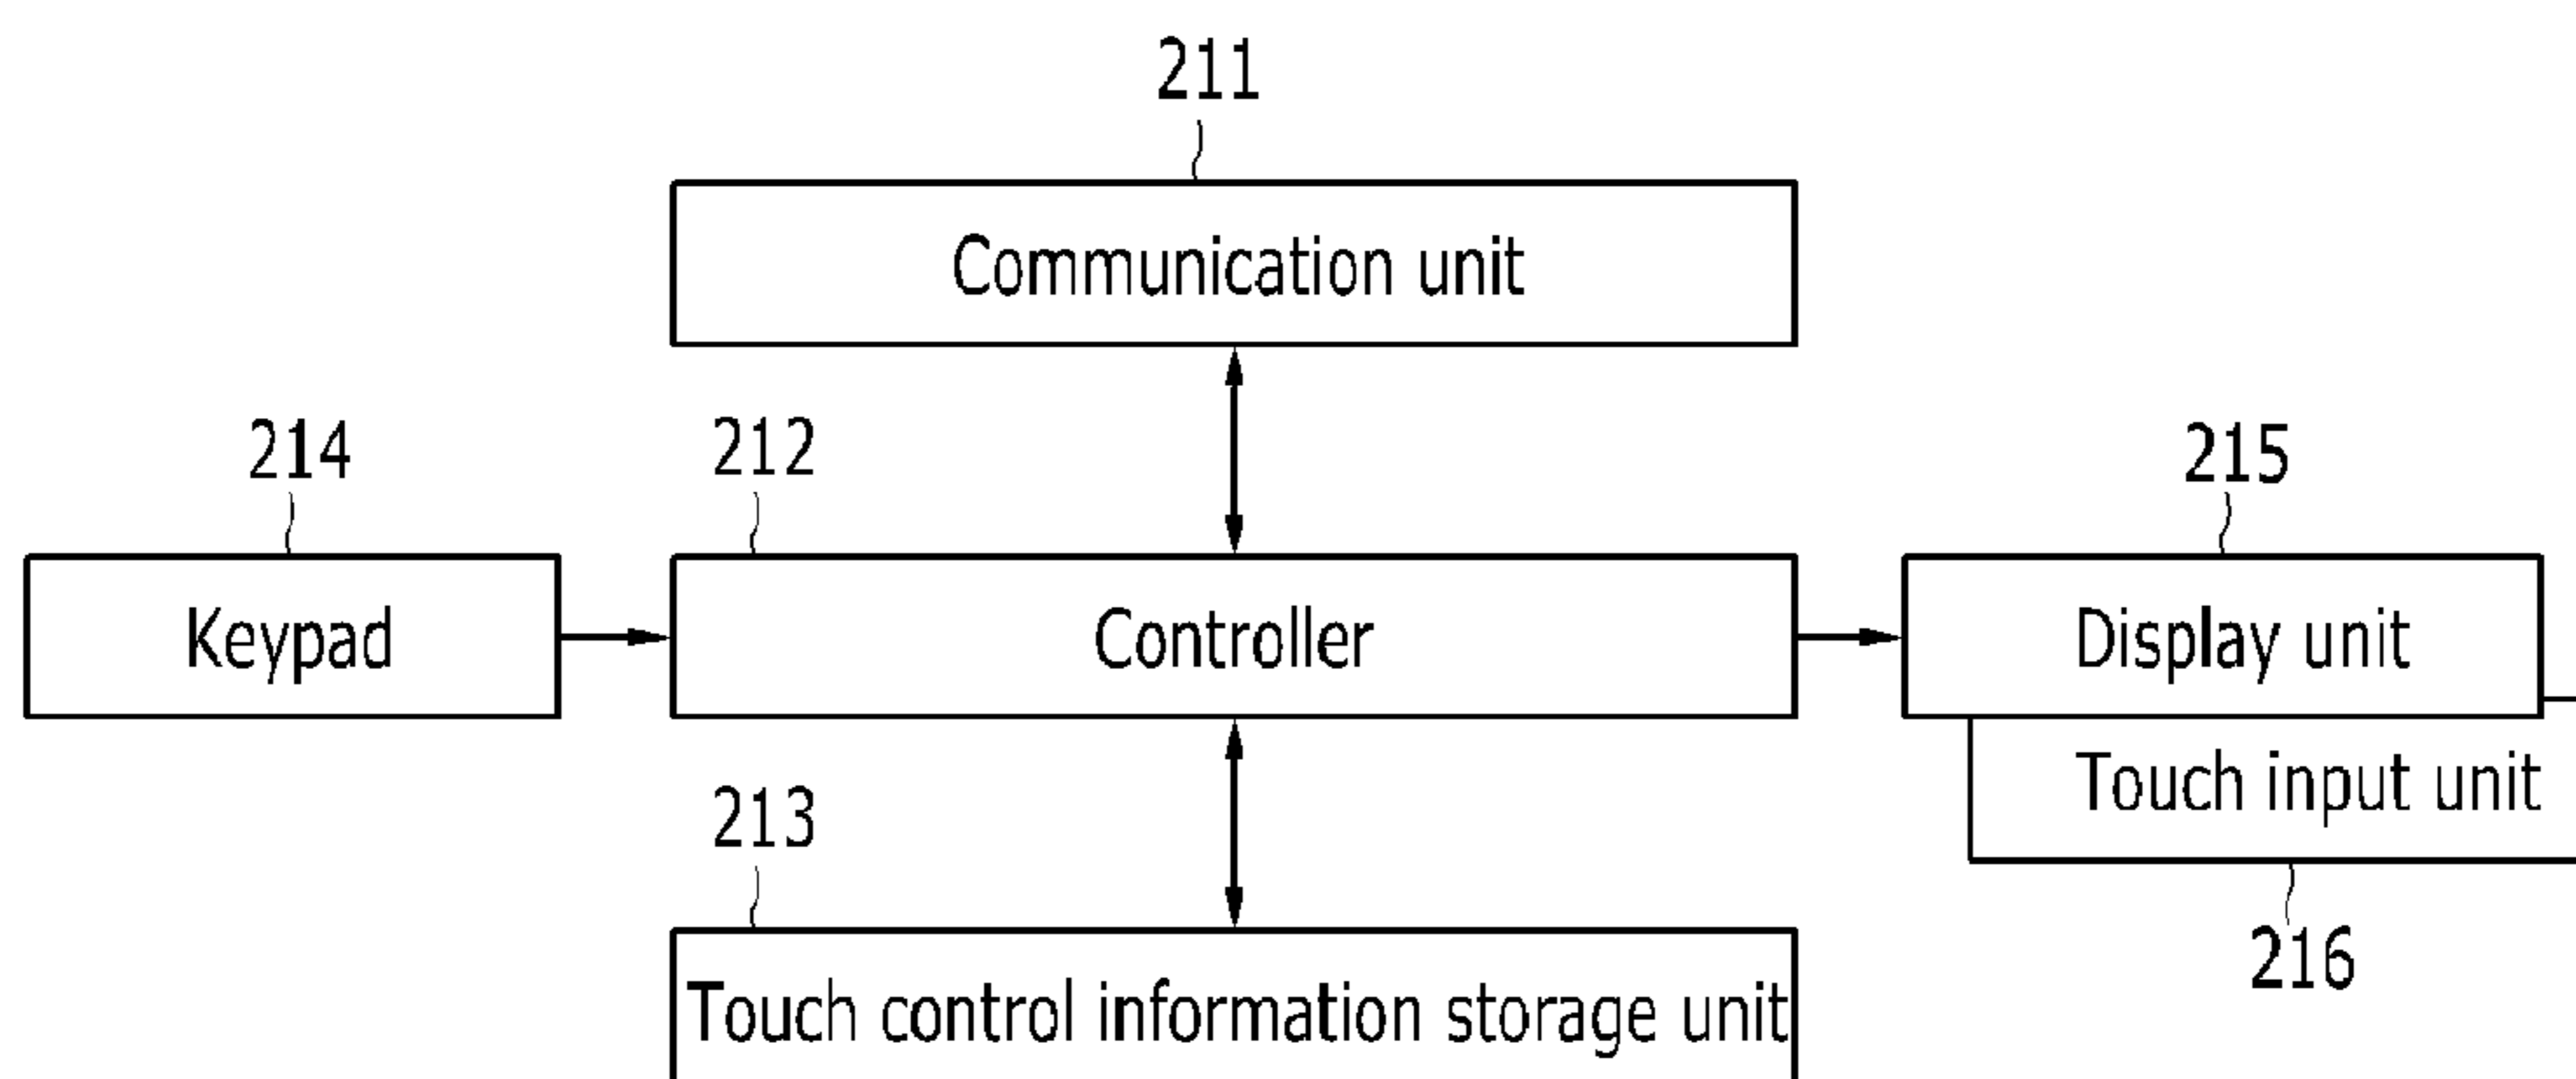 211
Communication unit
214
212
215
Keypad
Controller
Display unit
Touch input unit
213
216
Touch control information storage unit